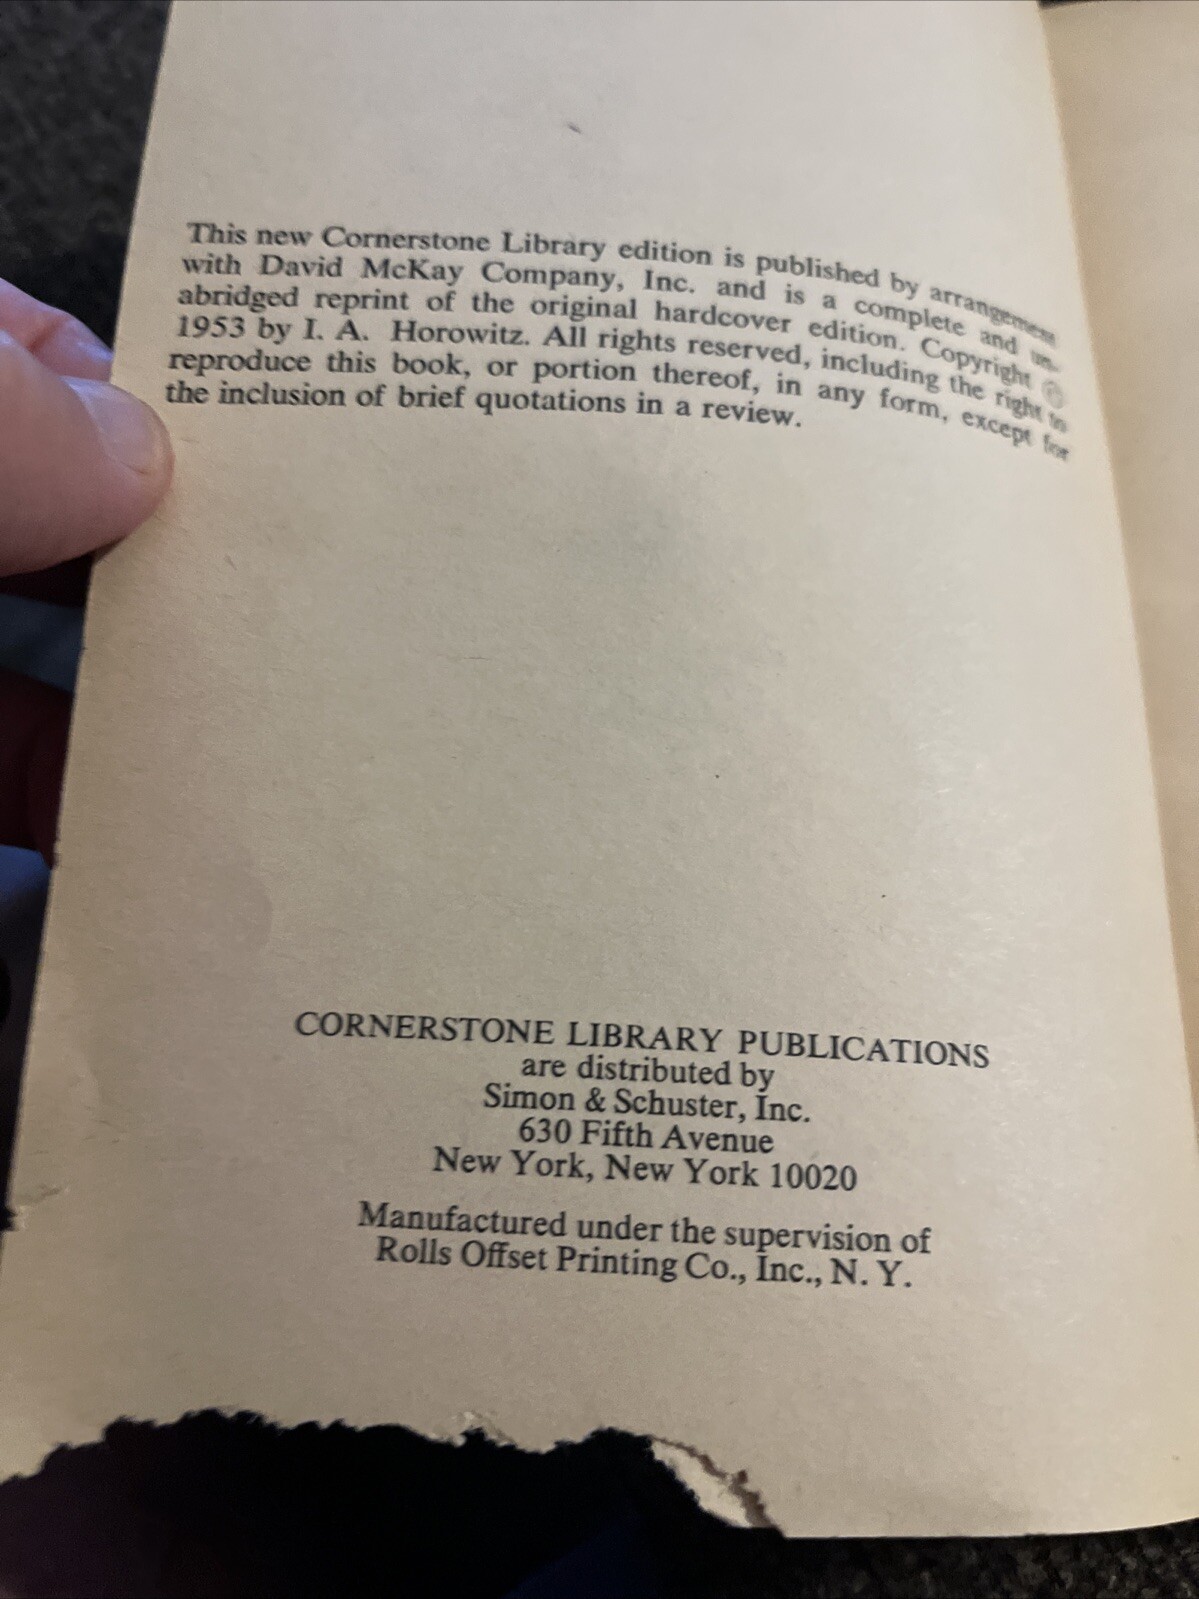 This new Cornerstone Library edition is published by arrangement
with David McKay Company, Inc. and is a complete and un-
abridged reprint of the original hardcover edition. Copyright ©
1953 by I. A. Horowitz. All rights reserved, including the right to
reproduce this book, or portion thereof, in any form, except for
the inclusion of brief quotations in a review.
CORNERSTONE LIBRARY PUBLICATIONS
are distributed by
Simon & Schuster, Inc.
630 Fifth Avenue
New York, New York 10020
Manufactured under the supervision of
Rolls Offset Printing Co., Inc., N. Y.